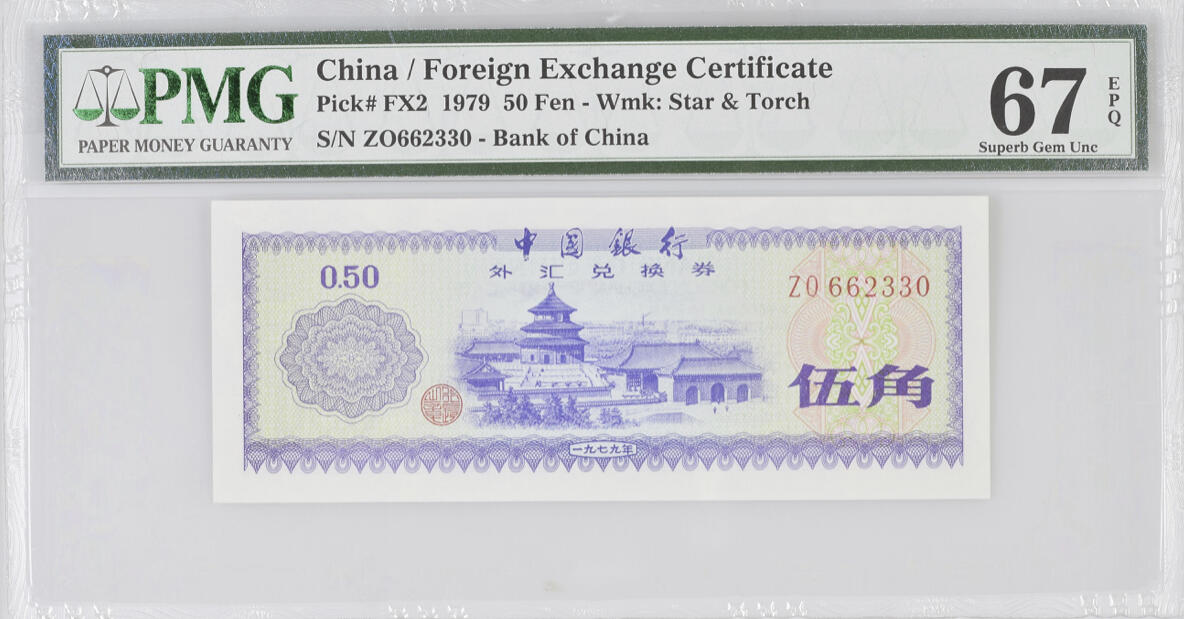 PMG
PAPER MONEY GUARANTY
China / Foreign Exchange Certificate
Pick# FX2 1979 50 Fen - Wmk: Star & Torch
S/N ZO662330 - Bank of China
67
EPQ
Superb Gem Unc
中国銀行
外汇兑换券
0.50
ZO 662330
伍角
一九七九年